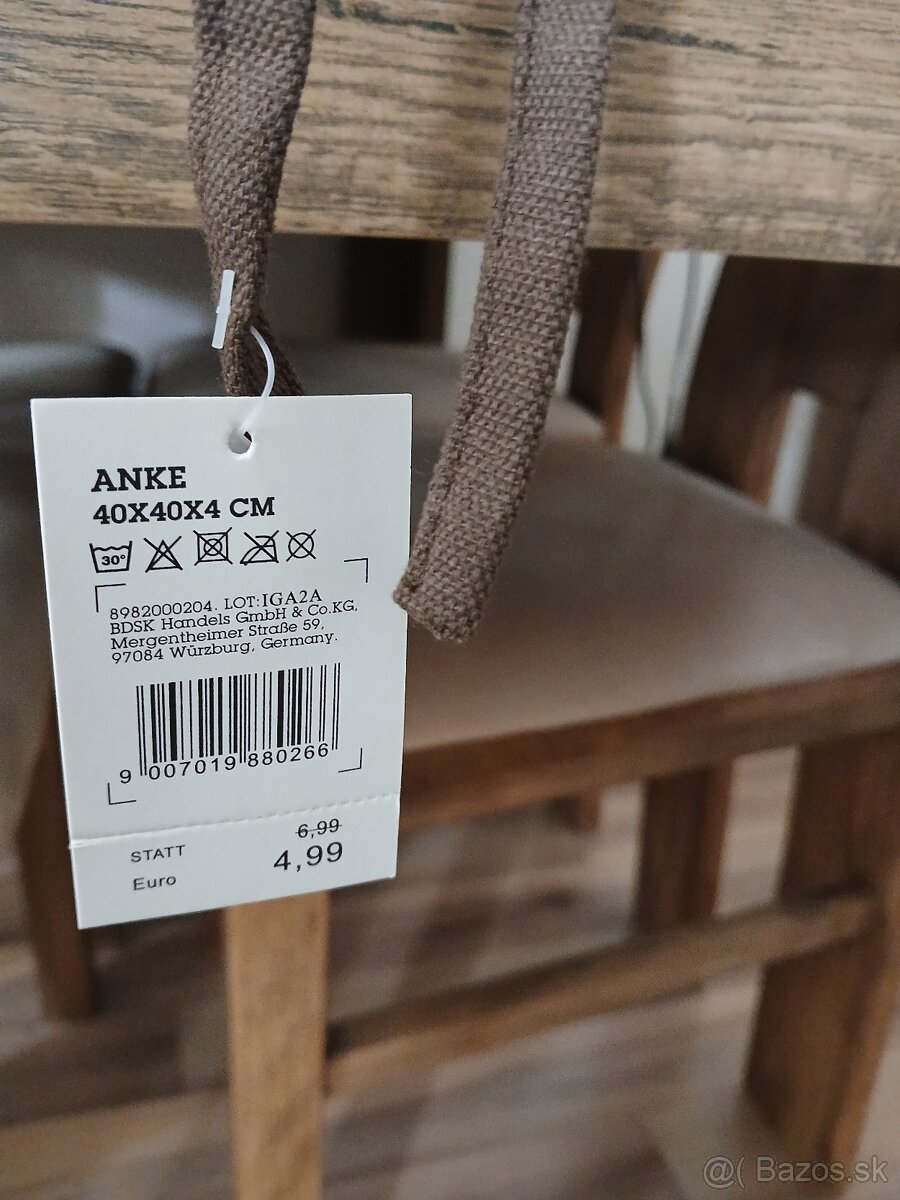 ANKE
40X40X4 CM
30°
8982000204. LOT:IGA2A
BDSK Handels GmbH & Co.KG,
Mergentheimer Straße 59,
97084 Würzburg, Germany.
9 007019 880266
6,99
STATT 4,99
Euro
@( Bazos.sk